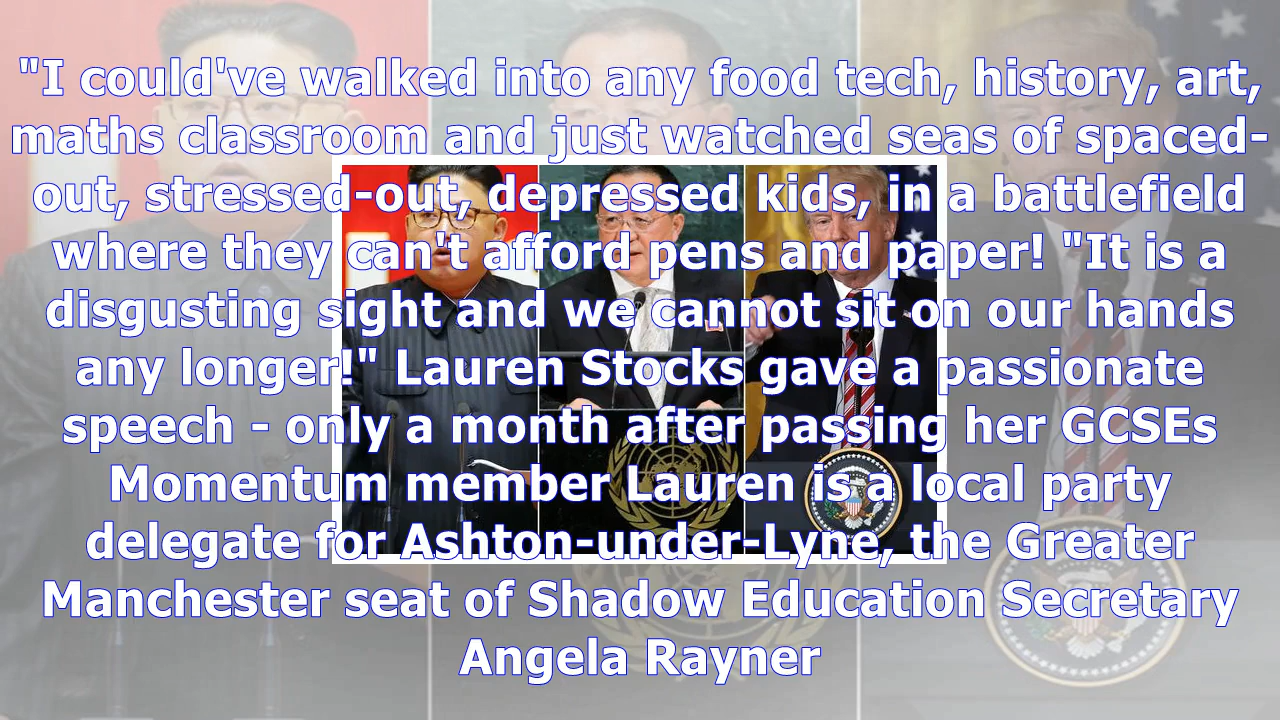 "I could've walked into any food tech, history, art,
maths classroom and just watched seas of spaced-
out, stressed-out, depressed kids, in a battlefield
where they can't afford pens and paper! "It is a
disgusting sight and we cannot sit on our hands
any longer!" Lauren Stocks gave a passionate
speech - only a month after passing her GCSEs
Momentum member Lauren is a local party
delegate for Ashton-under-Lyne, the Greater
Manchester seat of Shadow Education Secretary
Angela Rayner